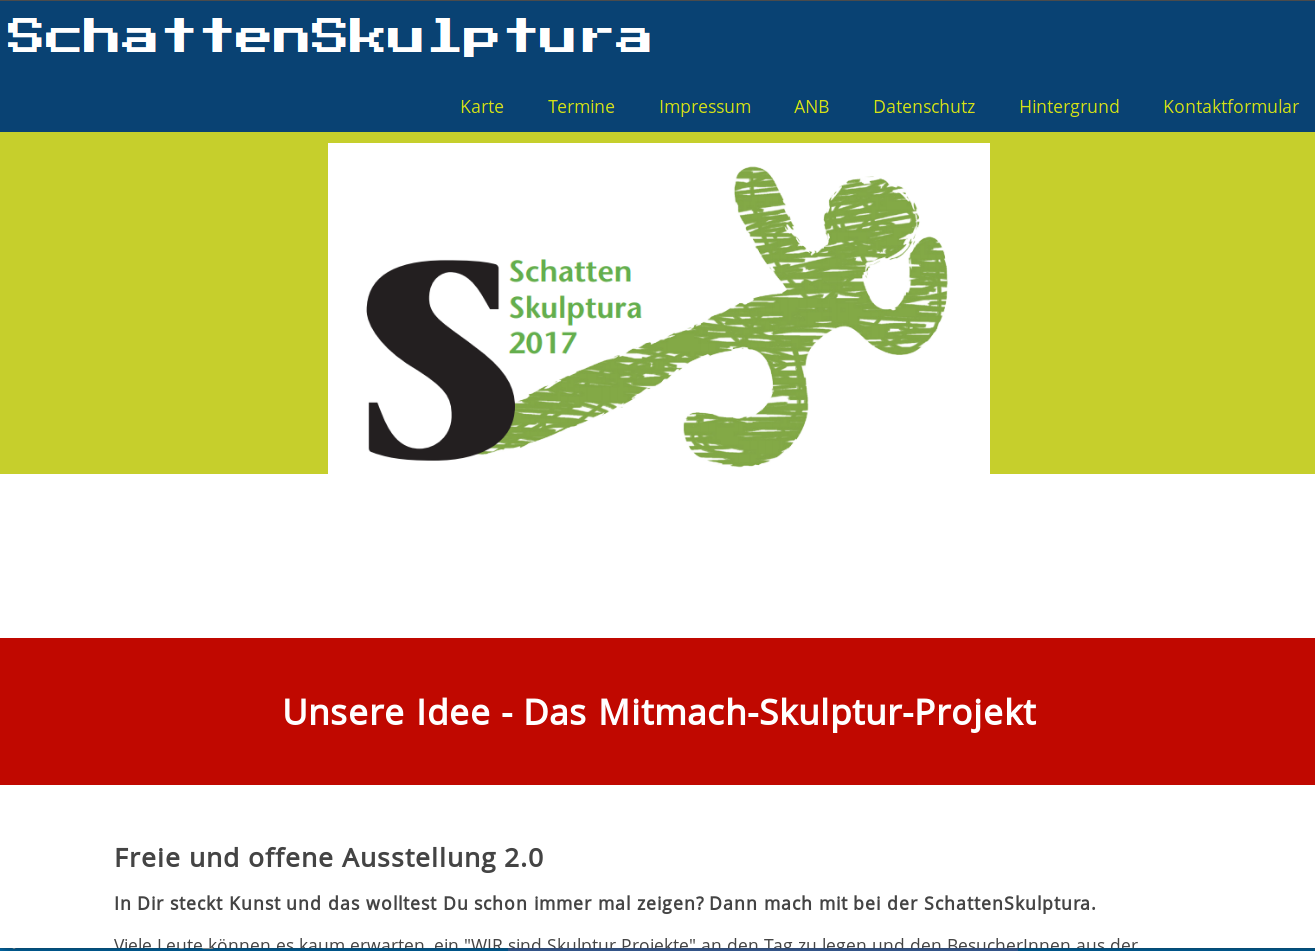 SchattenSkulptura
Karte Termine Impressum ANB Datenschutz Hintergrund Kontaktformular
S
Schatten
Skulptura
2017
Unsere Idee - Das Mitmach-Skulptur-Projekt
Freie und offene Ausstellung 2.0
In Dir steckt Kunst und das wolltest Du schon immer mal zeigen? Dann mach mit bei der SchattenSkulptura.
Viele Leute können es kaum erwarten, ein "WIR sind Skulptur Projekte" an den Tag zu legen und den BesucherInnen aus der